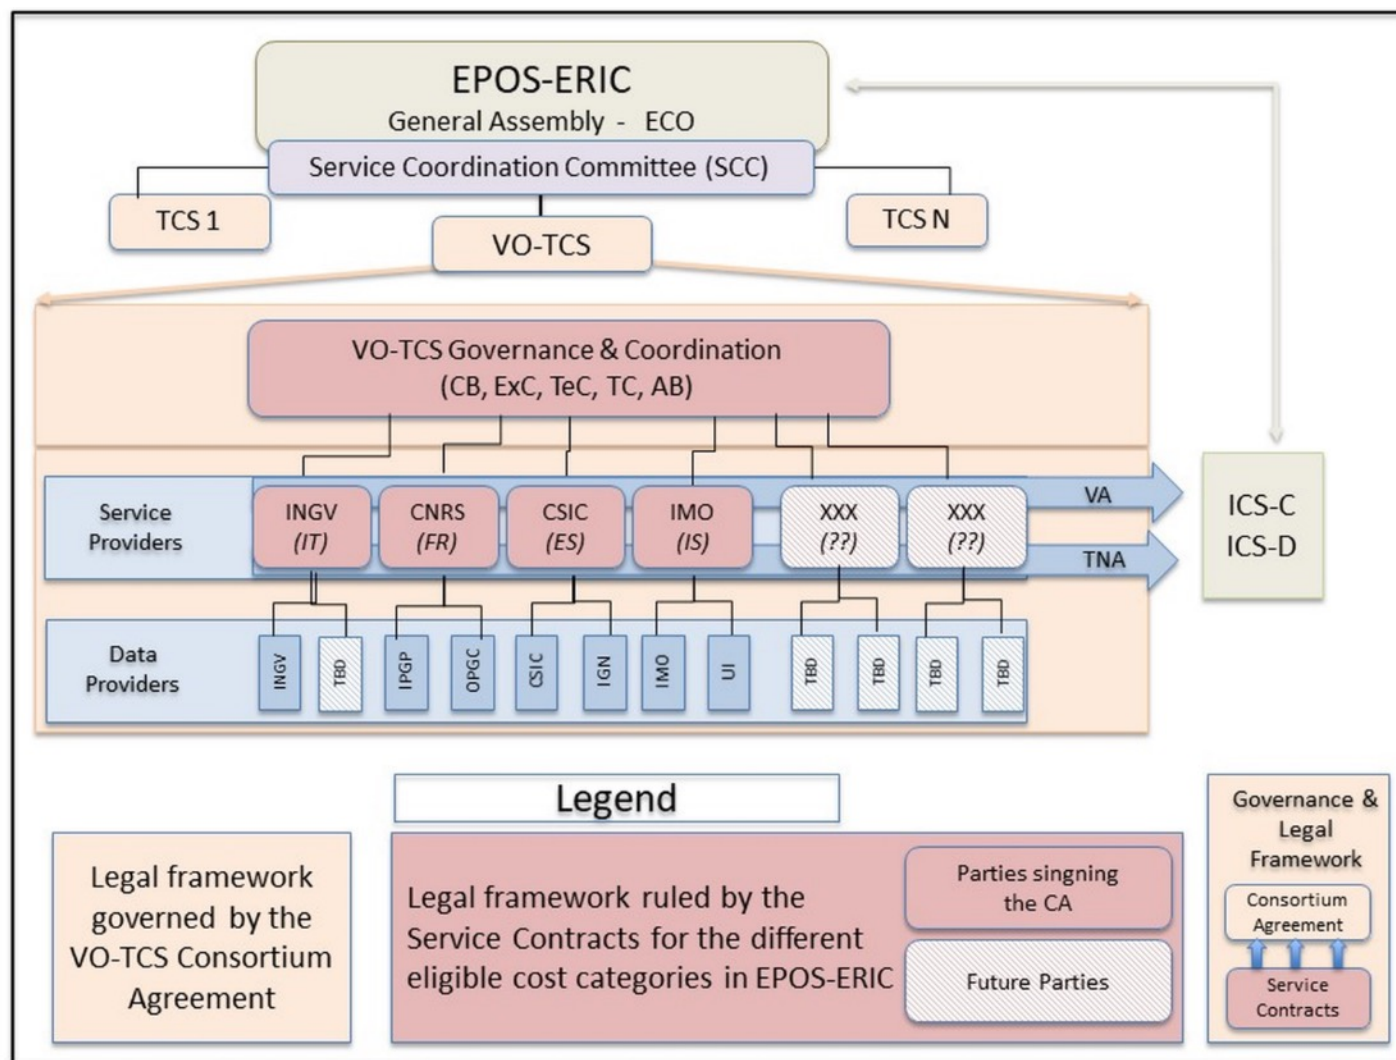 EPOS-ERIC
General Assembly - ECO
Service Coordination Committee (SCC)
TCS 1
VO-TCS
TCS N
VO-TCS Governance & Coordination
(CB, ExC, TeC, TC, AB)
Service
Providers
INGV
(IT)
CNRS
(FR)
CSIC
(ES)
IMO
(IS)
XXX
(??)
XXX
(??)
VA
TNA
ICS-C
ICS-D
Data
Providers
INGV
TBD
IPGP
OPGC
CSIC
IGN
IMO
UI
TBD
TBD
TBD
TBD
Legend
Legal framework
governed by the
VO-TCS Consortium
Agreement
Legal framework ruled by the
Service Contracts for the different
eligible cost categories in EPOS-ERIC
Parties singning
the CA
Future Parties
Governance &
Legal
Framework
Consortium
Agreement
Service
Contracts